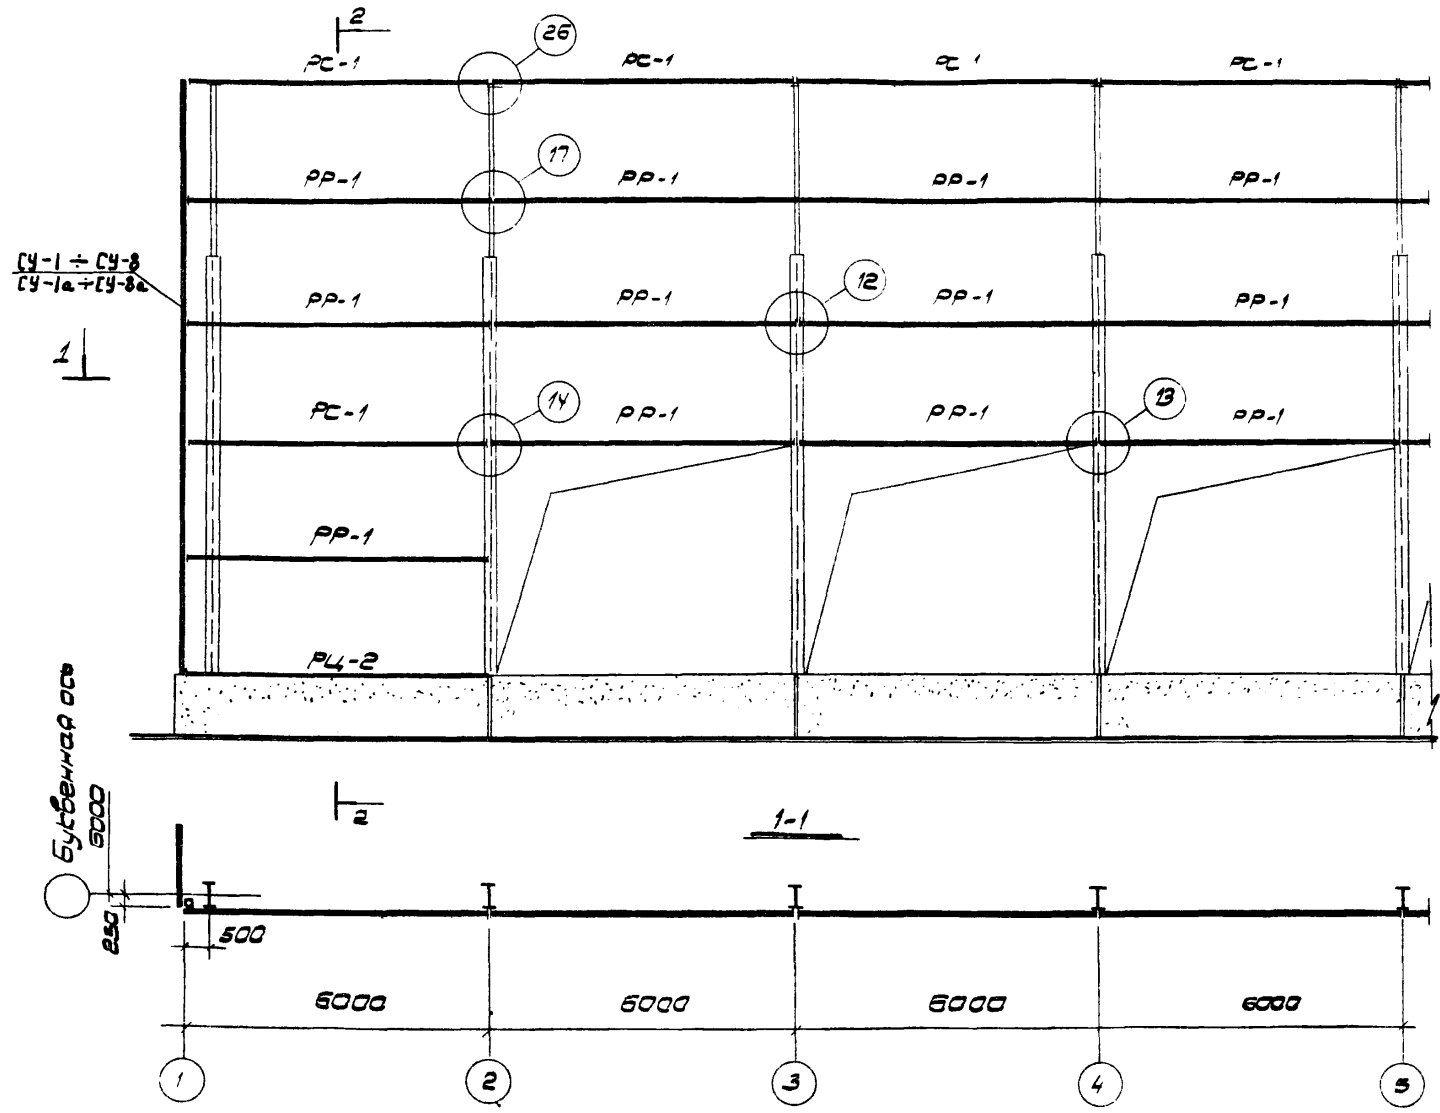 2
26
РС-1 РС-1 РС 1 РС-1
17
РР-1 РР-1 РР-1 РР-1
СУ-1 ÷ СУ-8
СУ-1а ÷ СУ-8а
12
РР-1 РР-1 РР-1 РР-1
1
14
13
РС-1 РР-1 РР-1 РР-1
РР-1
РЦ-2
Буквенная ось
6000
2
1-1
250
500
6000 6000 6000 6000
1 2 3 4 5